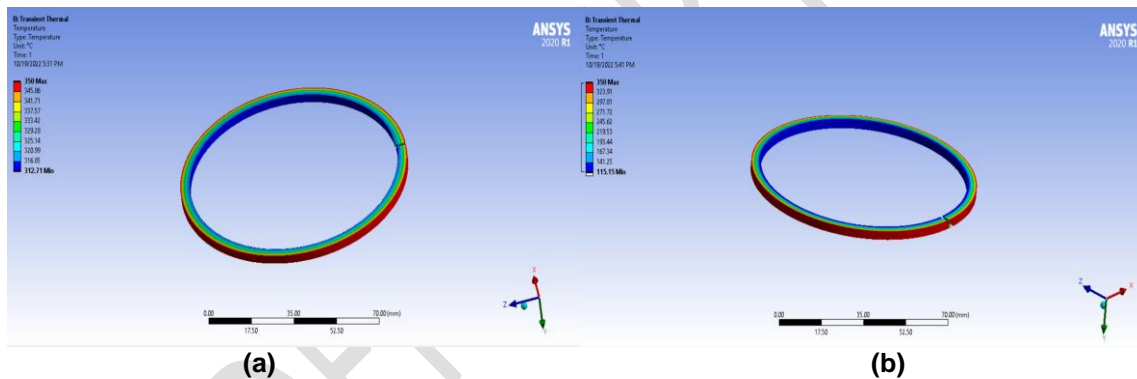 B: Transient Thermal
Temperature
Type: Temperature
Unit: °C
Time: 1
10/19/2022 5:31 PM
350 Max
345.86
341.71
337.57
333.42
329.28
325.14
320.99
316.85
312.71 Min
ANSYS
2020 R1
X
Z
Y
0.00
35.00
70.00 (mm)
17.50
52.50
(a)
B: Transient Thermal
Temperature
Type: Temperature
Unit: °C
Time: 1
10/19/2022 5:41 PM
350 Max
323.91
297.81
271.72
245.62
219.53
193.44
167.34
141.25
115.15 Min
ANSYS
2020 R1
Z
X
Y
0.00
35.00
70.00 (mm)
17.50
52.50
(b)